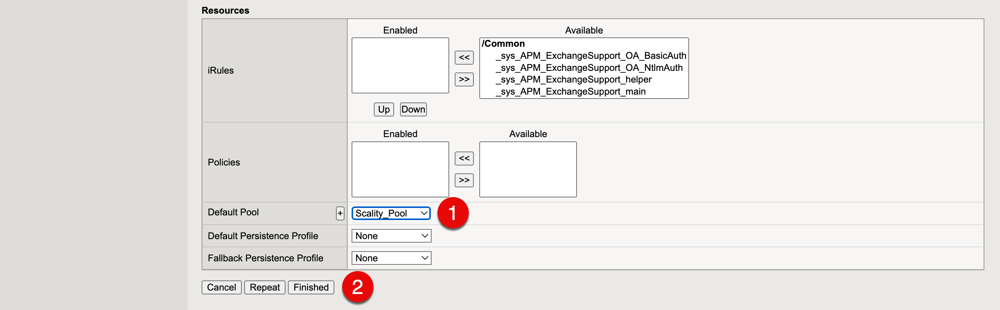 Resources
iRules
Enabled
Available
/Common
_sys_APM_ExchangeSupport_OA_BasicAuth
_sys_APM_ExchangeSupport_OA_NtlmAuth
_sys_APM_ExchangeSupport_helper
_sys_APM_ExchangeSupport_main
<<
>>
Up Down
Policies
Enabled
Available
<<
>>
Default Pool + Scality_Pool 1
Default Persistence Profile None
Fallback Persistence Profile None
Cancel Repeat Finished 2